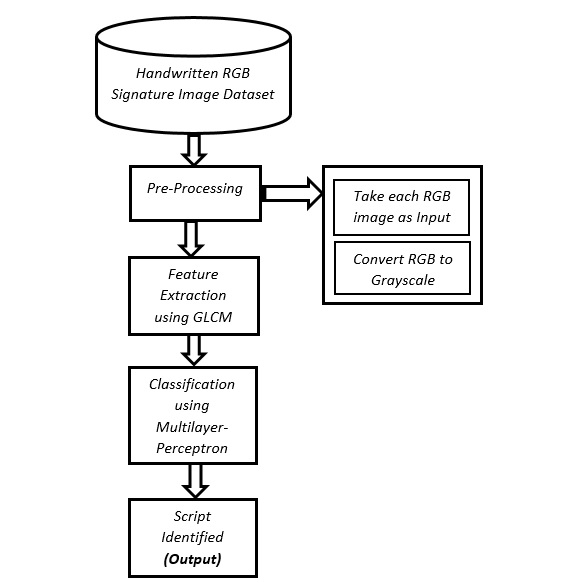 Handwritten RGB
Signature Image Dataset
Pre-Processing
Take each RGB
image as Input
Convert RGB to
Grayscale
Feature
Extraction
using GLCM
Classification
using
Multilayer-
Perceptron
Script
Identified
(Output)